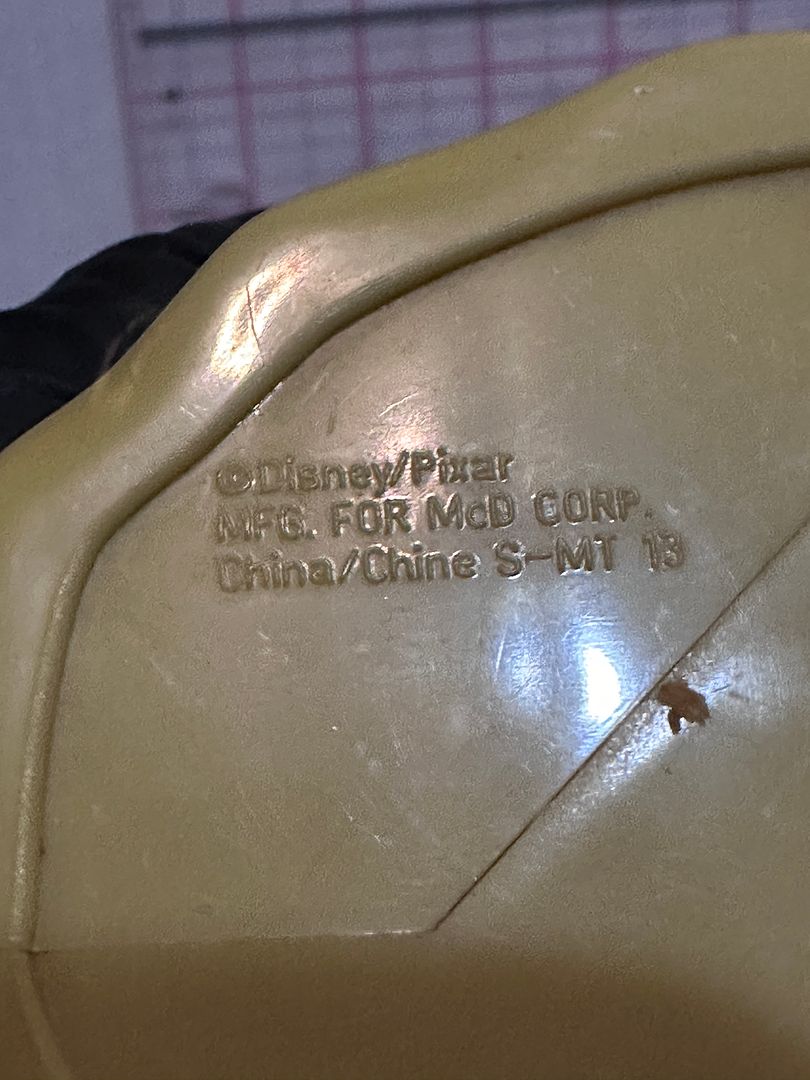 ©Disney/Pixar
MFG. FOR McD CORP.
China/Chine S-MT 13